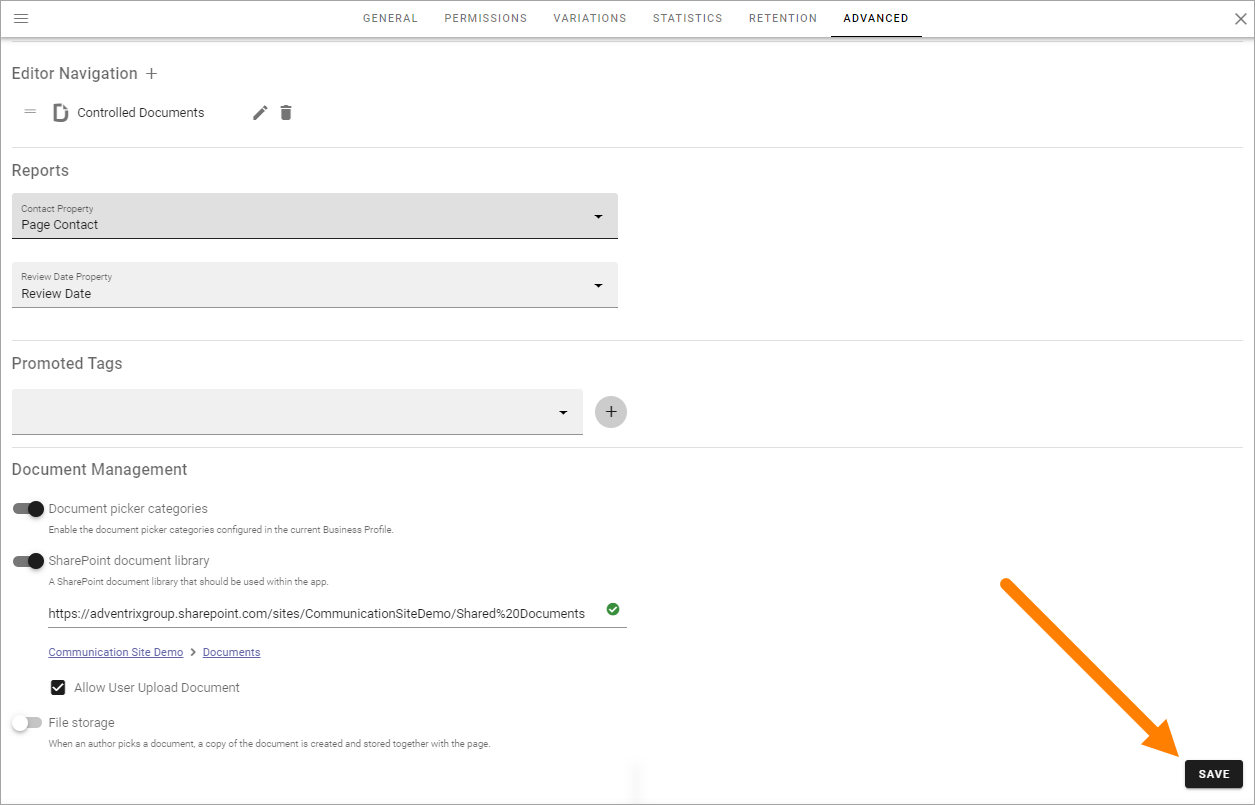 GENERAL PERMISSIONS VARIATIONS STATISTICS RETENTION ADVANCED
Editor Navigation
Controlled Documents
Reports
Contact Property
Page Contact
Review Date Property
Review Date
Promoted Tags
Document Management
Document picker categories
Enable the document picker categories configured in the current Business Profile.
SharePoint document library
A SharePoint document library that should be used within the app.
https://adventrixgroup.sharepoint.com/sites/CommunicationSiteDemo/Shared%20Documents
Communication Site Demo > Documents
Allow User Upload Document
File storage
When an author picks a document, a copy of the document is created and stored together with the page.
SAVE